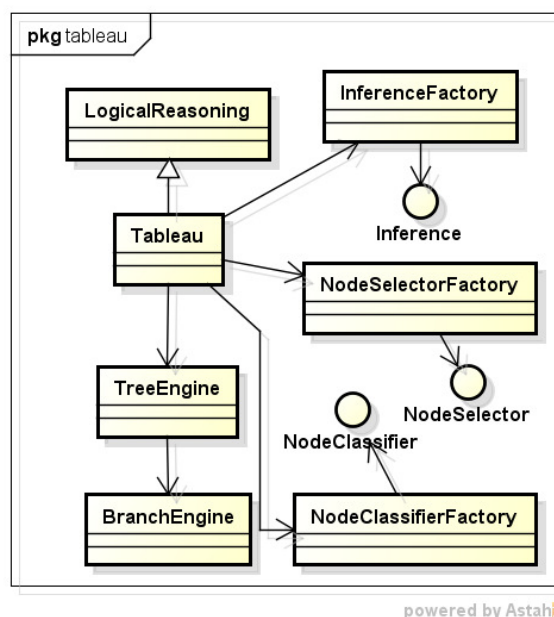 pkg tableau
LogicalReasoning
InferenceFactory
Inference
Tableau
NodeSelectorFactory
NodeSelector
TreeEngine
NodeClassifier
BranchEngine
NodeClassifierFactory
powered by Astah